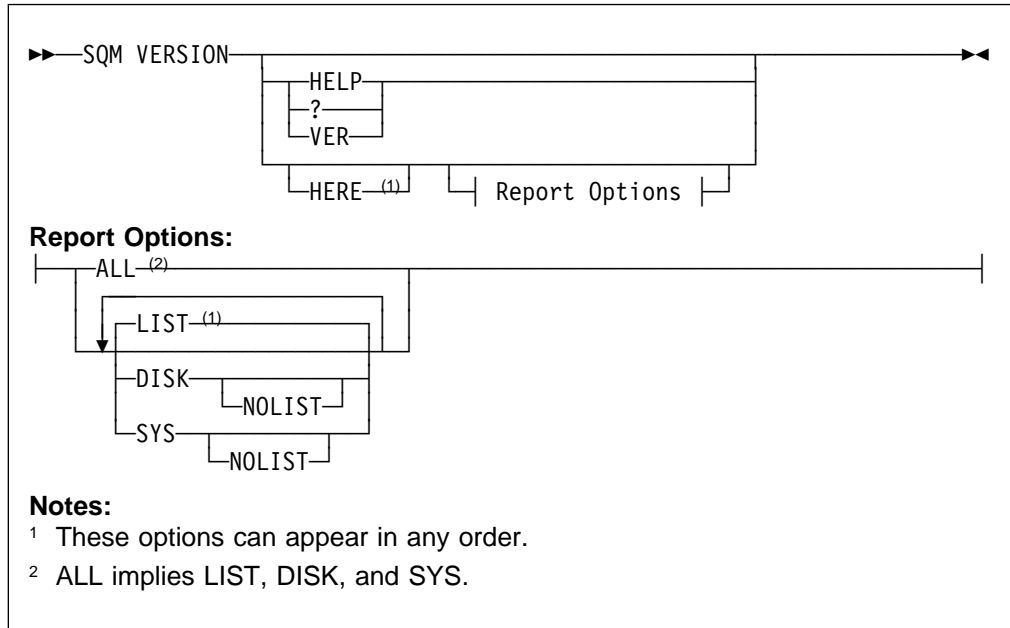 SQM VERSION
HELP
?
VER
HERE (1) Report Options
Report Options:
ALL (2)
LIST (1)
DISK
NOLIST
SYS
NOLIST
Notes:
1 These options can appear in any order.
2 ALL implies LIST, DISK, and SYS.